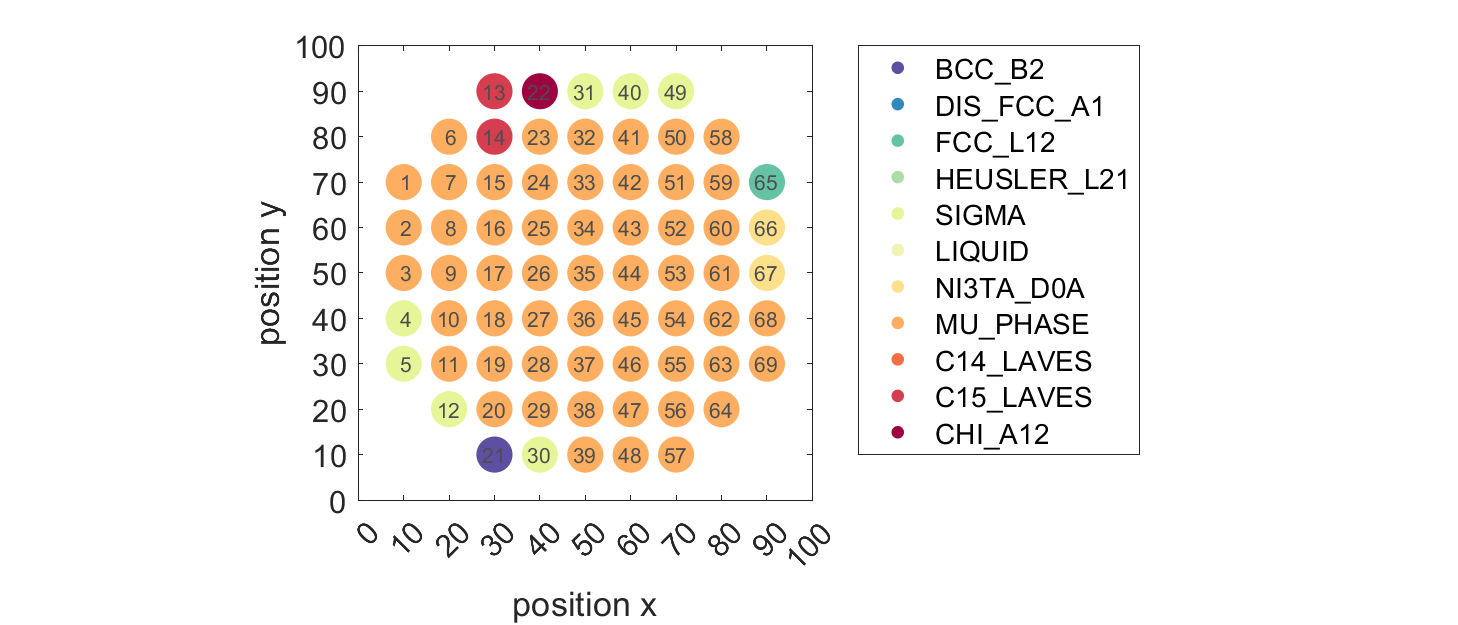 100
90 13 22 31 40 49
80 6 14 23 32 41 50 58
70 1 7 15 24 33 42 51 59 65
60 2 8 16 25 34 43 52 60 66
50 3 9 17 26 35 44 53 61 67
40 4 10 18 27 36 45 54 62 68
30 5 11 19 28 37 46 55 63 69
20 12 20 29 38 47 56 64
10 21 30 39 48 57
0
0 10 20 30 40 50 60 70 80 90 100
position x
position y
BCC_B2
DIS_FCC_A1
FCC_L12
HEUSLER_L21
SIGMA
LIQUID
NI3TA_D0A
MU_PHASE
C14_LAVES
C15_LAVES
CHI_A12